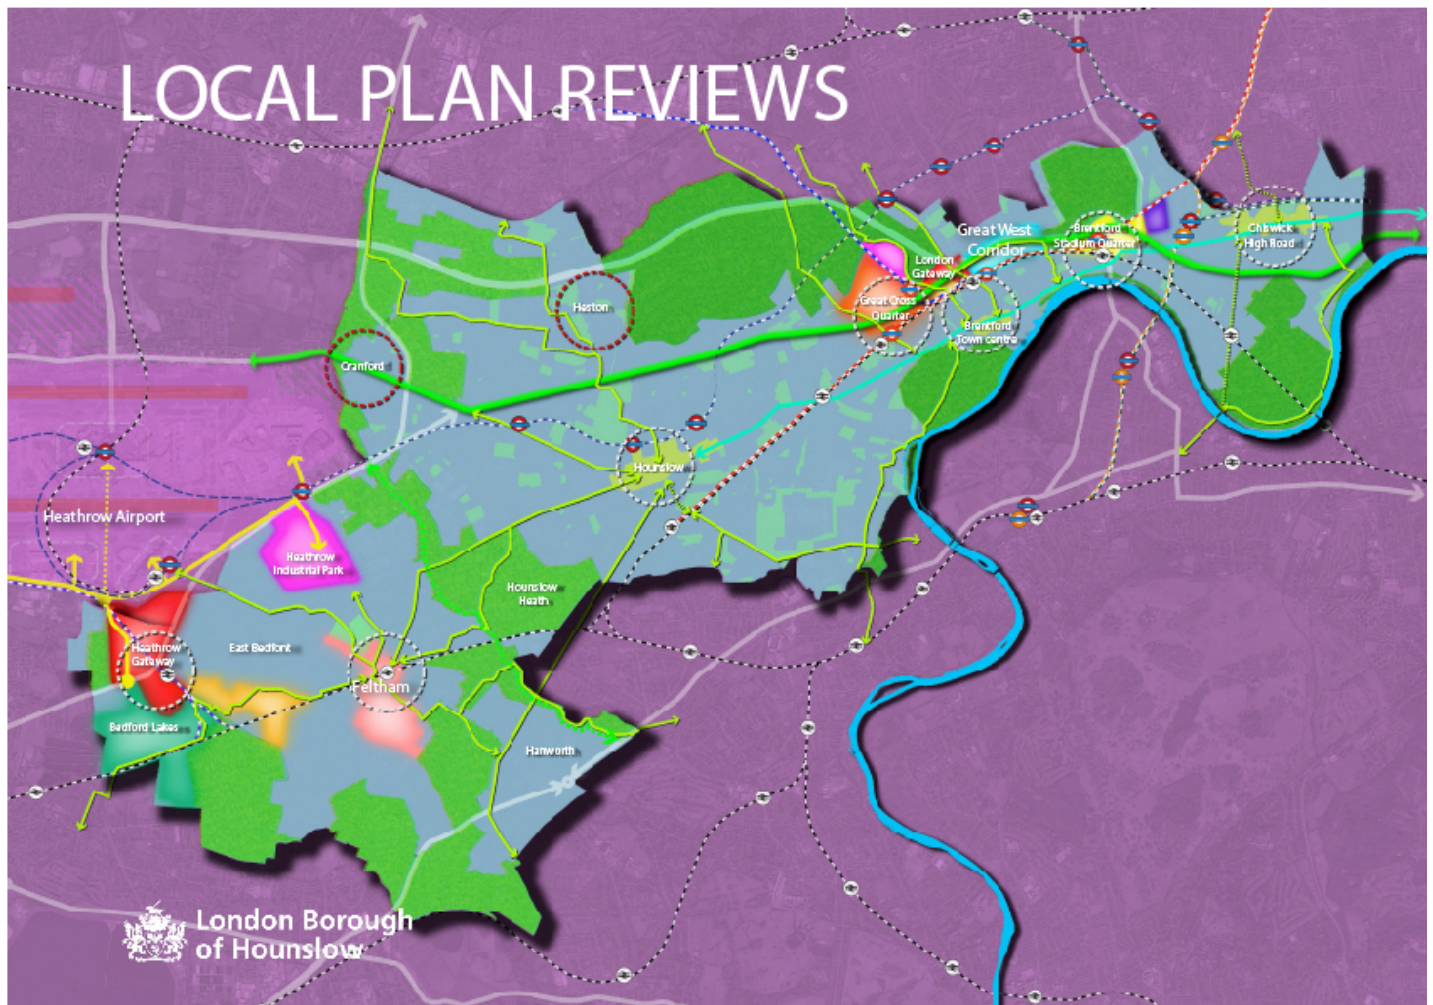 LOCAL PLAN REVIEWS
Great West
Corridor
Brentford
Stadium Quarter
Chiswick
High Road
London
Gateway
Great Cross
Quarter
Brentford
Town centre
Heston
Cranford
Hounslow
Heathrow Airport
Heathrow
Industrial Park
Hounslow
Heath
Heathrow
Gateway
East Bedfont
Feltham
Bedford Lakes
Hanworth
London Borough
of Hounslow